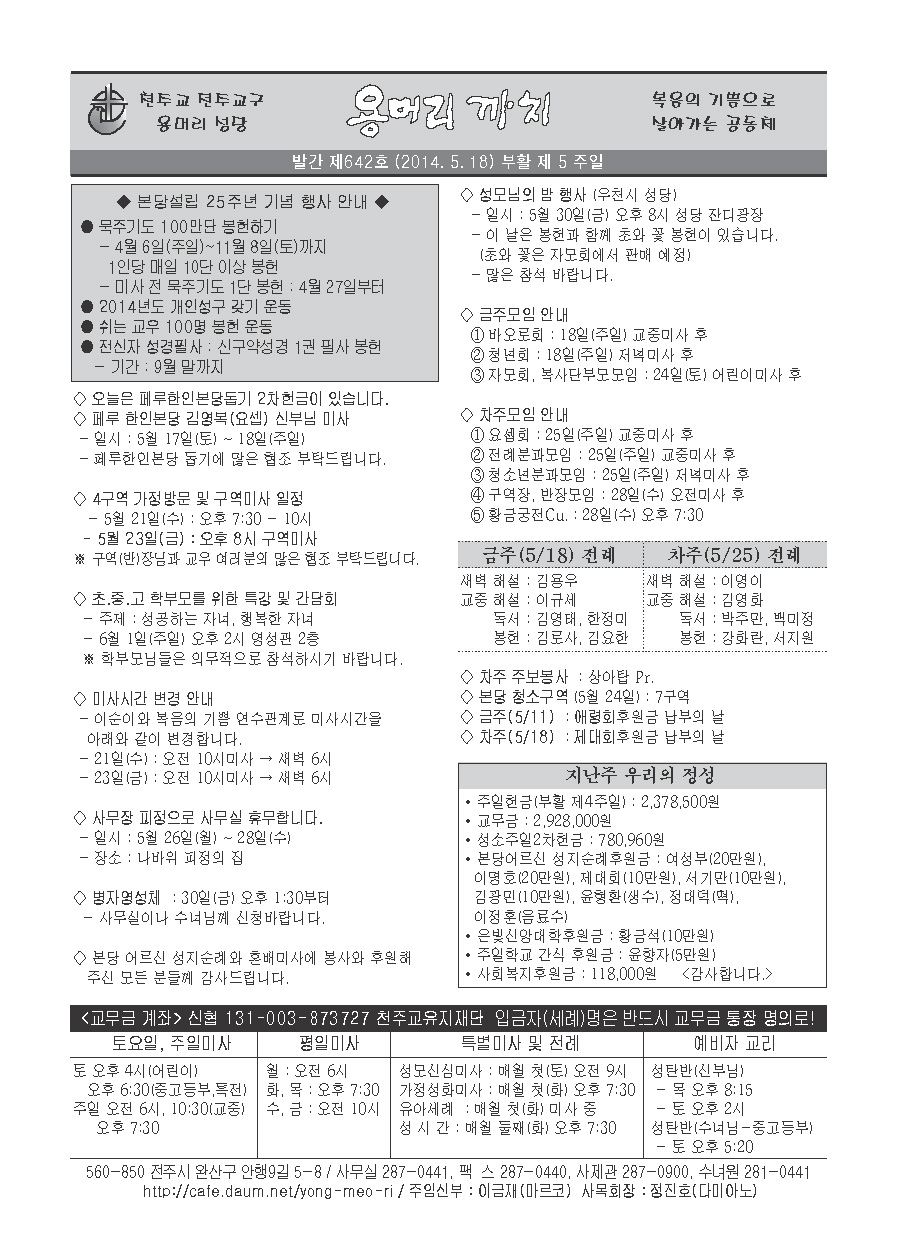 천주교 전주교구
용머리 성당
용머리 까치
복음의 기쁨으로
날아가는 공동체
발간 제642호 (2014. 5. 18) 부활 제 5 주일
◆ 본당설립 25주년 기념 행사 안내 ◆
● 묵주기도 100만단 봉헌하기
- 4월 6일(주일)~11월 8일(토)까지
1인당 매일 10단 이상 봉헌
- 미사 전 묵주기도 1단 봉헌 : 4월 27일부터
● 2014년도 개인성구 갖기 운동
● 쉬는 교우 100명 봉헌 운동
● 전신자 성경필사 : 신구약성경 1권 필사 봉헌
- 기간 : 9월 말까지
◇ 오늘은 페루한인본당돕기 2차헌금이 있습니다.
◇ 페루 한인본당 김영복(요셉) 신부님 미사
- 일시 : 5월 17일(토) ~ 18일(주일)
- 페루한인본당 돕기에 많은 협조 부탁드립니다.
◇ 4구역 가정방문 및 구역미사 일정
- 5월 21일(수) : 오후 7:30 - 10시
- 5월 23일(금) : 오후 8시 구역미사
※ 구역(반)장님과 교우 여러분의 많은 협조 부탁드립니다.
◇ 초.중.고 학부모를 위한 특강 및 간담회
- 주제 : 성공하는 자녀, 행복한 자녀
- 6월 1일(주일) 오후 2시 영성관 2층
※ 학부모님들은 의무적으로 참석하시기 바랍니다.
◇ 미사시간 변경 안내
- 이순이와 복음의 기쁨 연수관계로 미사시간을
아래와 같이 변경합니다.
- 21일(수) : 오전 10시미사 → 새벽 6시
- 23일(금) : 오전 10시미사 → 새벽 6시
◇ 사무장 피정으로 사무실 휴무합니다.
- 일시 : 5월 26일(월) ~ 28일(수)
- 장소 : 나바위 피정의 집
◇ 병자영성체 : 30일(금) 오후 1:30부터
- 사무실이나 수녀님께 신청바랍니다.
◇ 본당 어르신 성지순례와 혼배미사에 봉사와 후원해
주신 모든 분들께 감사드립니다.
◇ 성모님의 밤 행사 (우천시 성당)
- 일시 : 5월 30일(금) 오후 8시 성당 잔디광장
- 이 날은 봉헌과 함께 초와 꽃 봉헌이 있습니다.
(초와 꽃은 자모회에서 판매 예정)
- 많은 참석 바랍니다.
◇ 금주모임 안내
① 바오로회 : 18일(주일) 교중미사 후
② 청년회 : 18일(주일) 저녁미사 후
③ 자모회, 복사단부모모임 : 24일(토) 어린이미사 후
◇ 차주모임 안내
① 요셉회 : 25일(주일) 교중미사 후
② 전례분과모임 : 25일(주일) 교중미사 후
③ 청소년분과모임 : 25일(주일) 저녁미사 후
④ 구역장, 반장모임 : 28일(수) 오전미사 후
⑤ 황금궁전Cu. : 28일(수) 오후 7:30
금주(5/18) 전례 차주(5/25) 전례
새벽 해설 : 김용우 새벽 해설 : 이영이
교중 해설 : 이규세 교중 해설 : 김영화
독서 : 김영태, 한정미 독서 : 박주만, 백미정
봉헌 : 김로사, 김요한 봉헌 : 강화란, 서지원
◇ 차주 주보봉사 : 상아탑 Pr.
◇ 본당 청소구역 (5월 24일) : 7구역
◇ 금주(5/11) : 애령회후원금 납부의 날
◇ 차주(5/18) : 제대회후원금 납부의 날
지난주 우리의 정성
• 주일헌금(부활 제4주일) : 2,378,500원
• 교무금 : 2,928,000원
• 성소주일2차헌금 : 780,960원
• 본당어르신 성지순례후원금 : 여성부(20만원),
이명호(20만원), 제대회(10만원), 서기만(10만원),
김광민(10만원), 윤형환(생수), 정대덕(떡),
이정훈(음료수)
• 은빛신앙대학후원금 : 황금석(10만원)
• 주일학교 간식 후원금 : 윤향자(5만원)
• 사회복지후원금 : 118,000원 <감사합니다.>
<교무금 계좌> 신협 131-003-873727 천주교유지재단 입금자(세례)명은 반드시 교무금 통장 명의로!
토요일, 주일미사 평일미사 특별미사 및 전례 예비자 교리
토 오후 4시(어린이) 월 : 오전 6시 성모신심미사 : 매월 첫(토) 오전 9시 성탄반(신부님)
오후 6:30(중고등부,특전) 화, 목 : 오후 7:30 가정성화미사 : 매월 첫(화) 오후 7:30 - 목 오후 8:15
주일 오전 6시, 10:30(교중) 수, 금 : 오전 10시 유아세례 : 매월 첫(화) 미사 중 - 토 오후 2시
오후 7:30 성 시 간 : 매월 둘째(화) 오후 7:30 성탄반(수녀님-중고등부)
- 토 오후 5:20
560-850 전주시 완산구 안행9길 5-8 / 사무실 287-0441, 팩 스 287-0440, 사제관 287-0900, 수녀원 281-0441
http://cafe.daum.net/yong-meo-ri / 주임신부 : 이금재(마르코) 사목회장 : 정진호(다미아노)